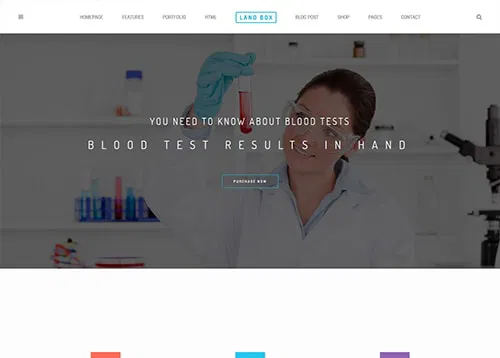 HOMEPAGE FEATURES PORTFOLIO HTML LAND BOX BLOG POST SHOP PAGES CONTACT
YOU NEED TO KNOW ABOUT BLOOD TESTS
BLOOD TEST RESULTS IN HAND
PURCHASE NOW